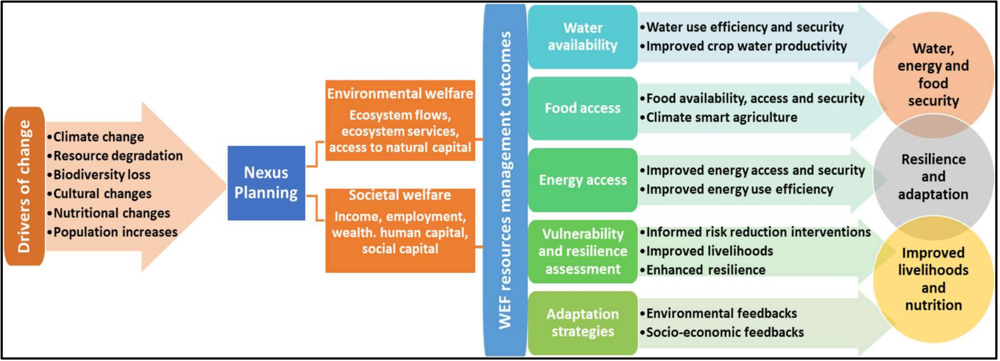 Drivers of change
•Climate change
•Resource degradation
•Biodiversity loss
•Cultural changes
•Nutritional changes
•Population increases
Nexus
Planning
Environmental welfare
Ecosystem flows,
ecosystem services,
access to natural capital
Societal welfare
Income, employment,
wealth. human capital,
social capital
WEF resources management outcomes
Water
availability
•Water use efficiency and security
•Improved crop water productivity
Food access
•Food availability, access and security
•Climate smart agriculture
Energy access
•Improved energy access and security
•Improved energy use efficiency
Vulnerability
and resilience
assessment
•Informed risk reduction interventions
•Improved livelihoods
•Enhanced resilience
Adaptation
strategies
•Environmental feedbacks
•Socio-economic feedbacks
Water,
energy and
food
security
Resilience
and
adaptation
Improved
livelihoods
and
nutrition